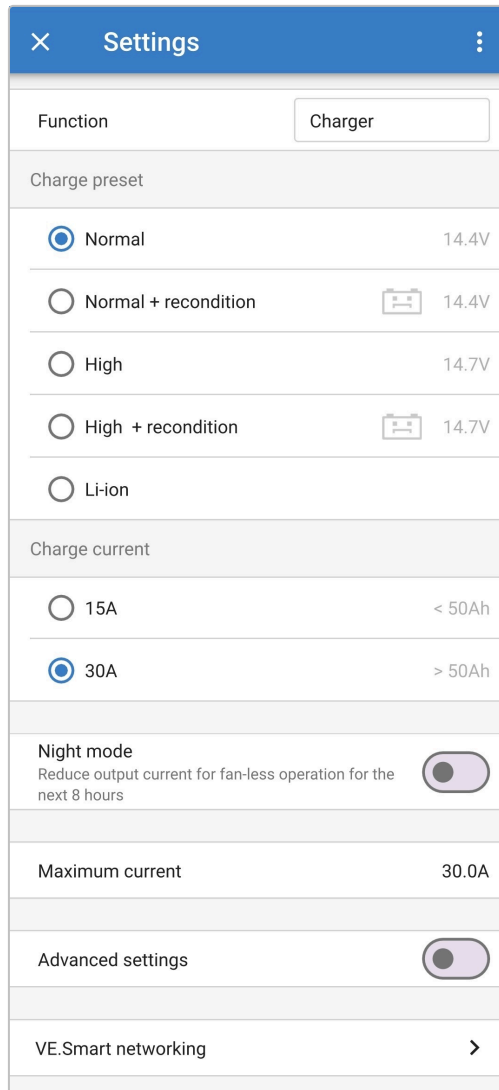 Settings
Function Charger
Charge preset
Normal 14.4V
Normal + recondition 14.4V
High 14.7V
High + recondition 14.7V
Li-ion
Charge current
15A < 50Ah
30A > 50Ah
Night mode
Reduce output current for fan-less operation for the
next 8 hours
Maximum current 30.0A
Advanced settings
VE.Smart networking